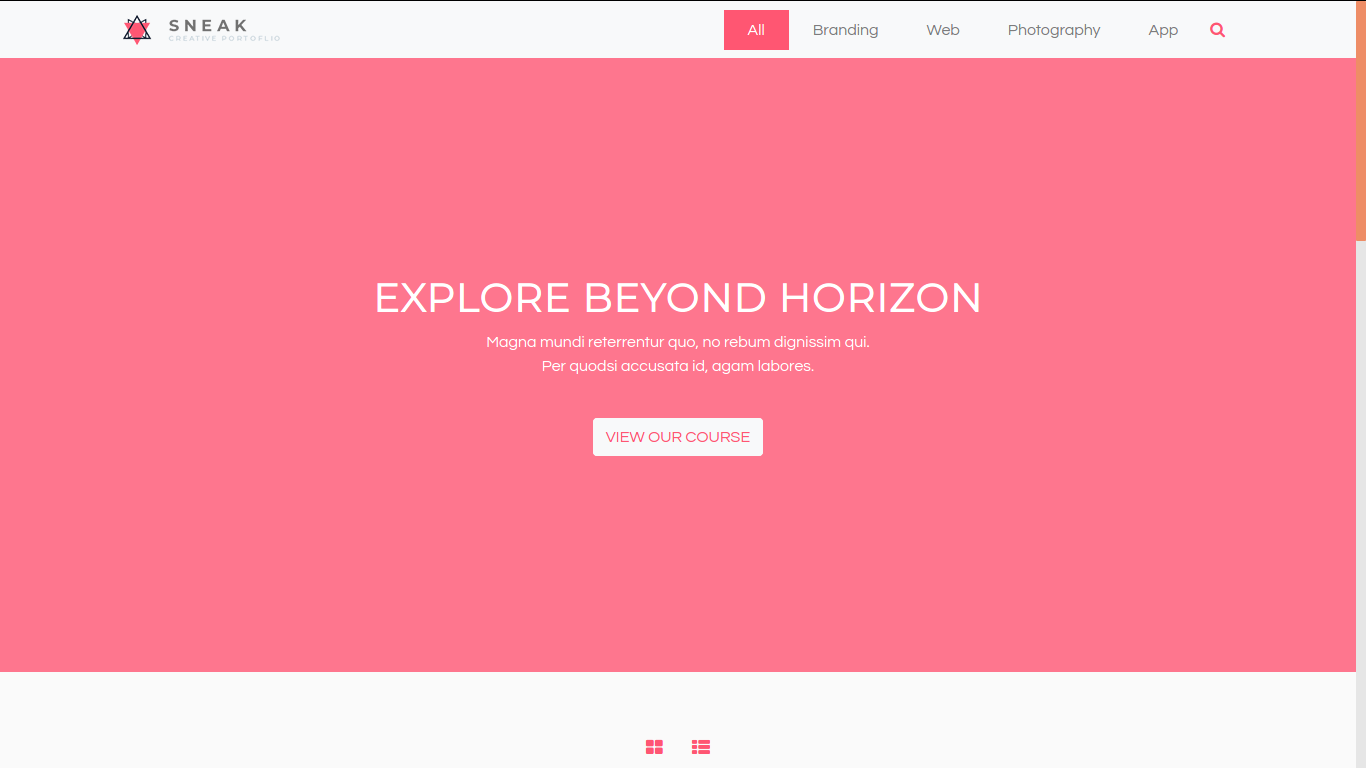 SNEAK
CREATIVE PORTOFLIO
All Branding Web Photography App
EXPLORE BEYOND HORIZON
Magna mundi reterrentur quo, no rebum dignissim qui.
Per quodsi accusata id, agam labores.
VIEW OUR COURSE